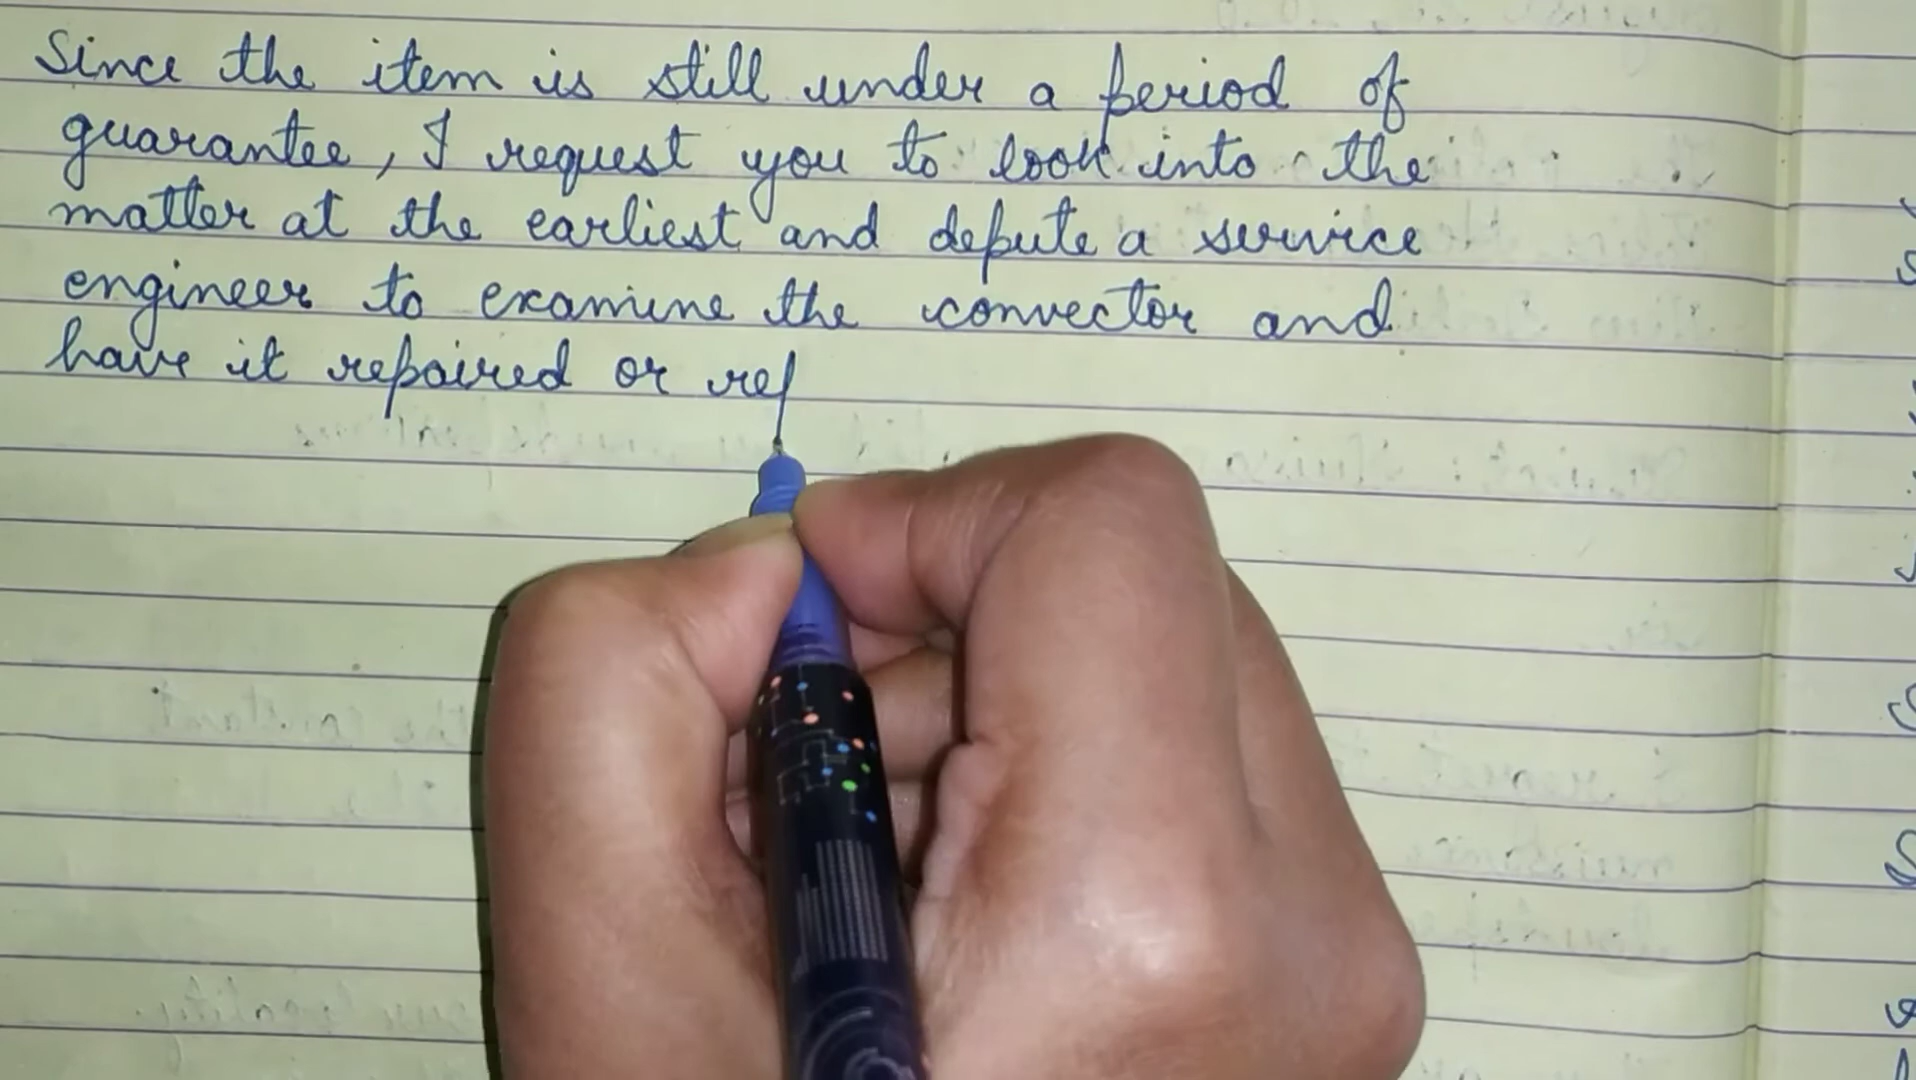 Since the item is still under a period of
guarantee, I request you to look into the
matter at the earliest and depute a service
engineer to examine the convector and
have it repaired or rep